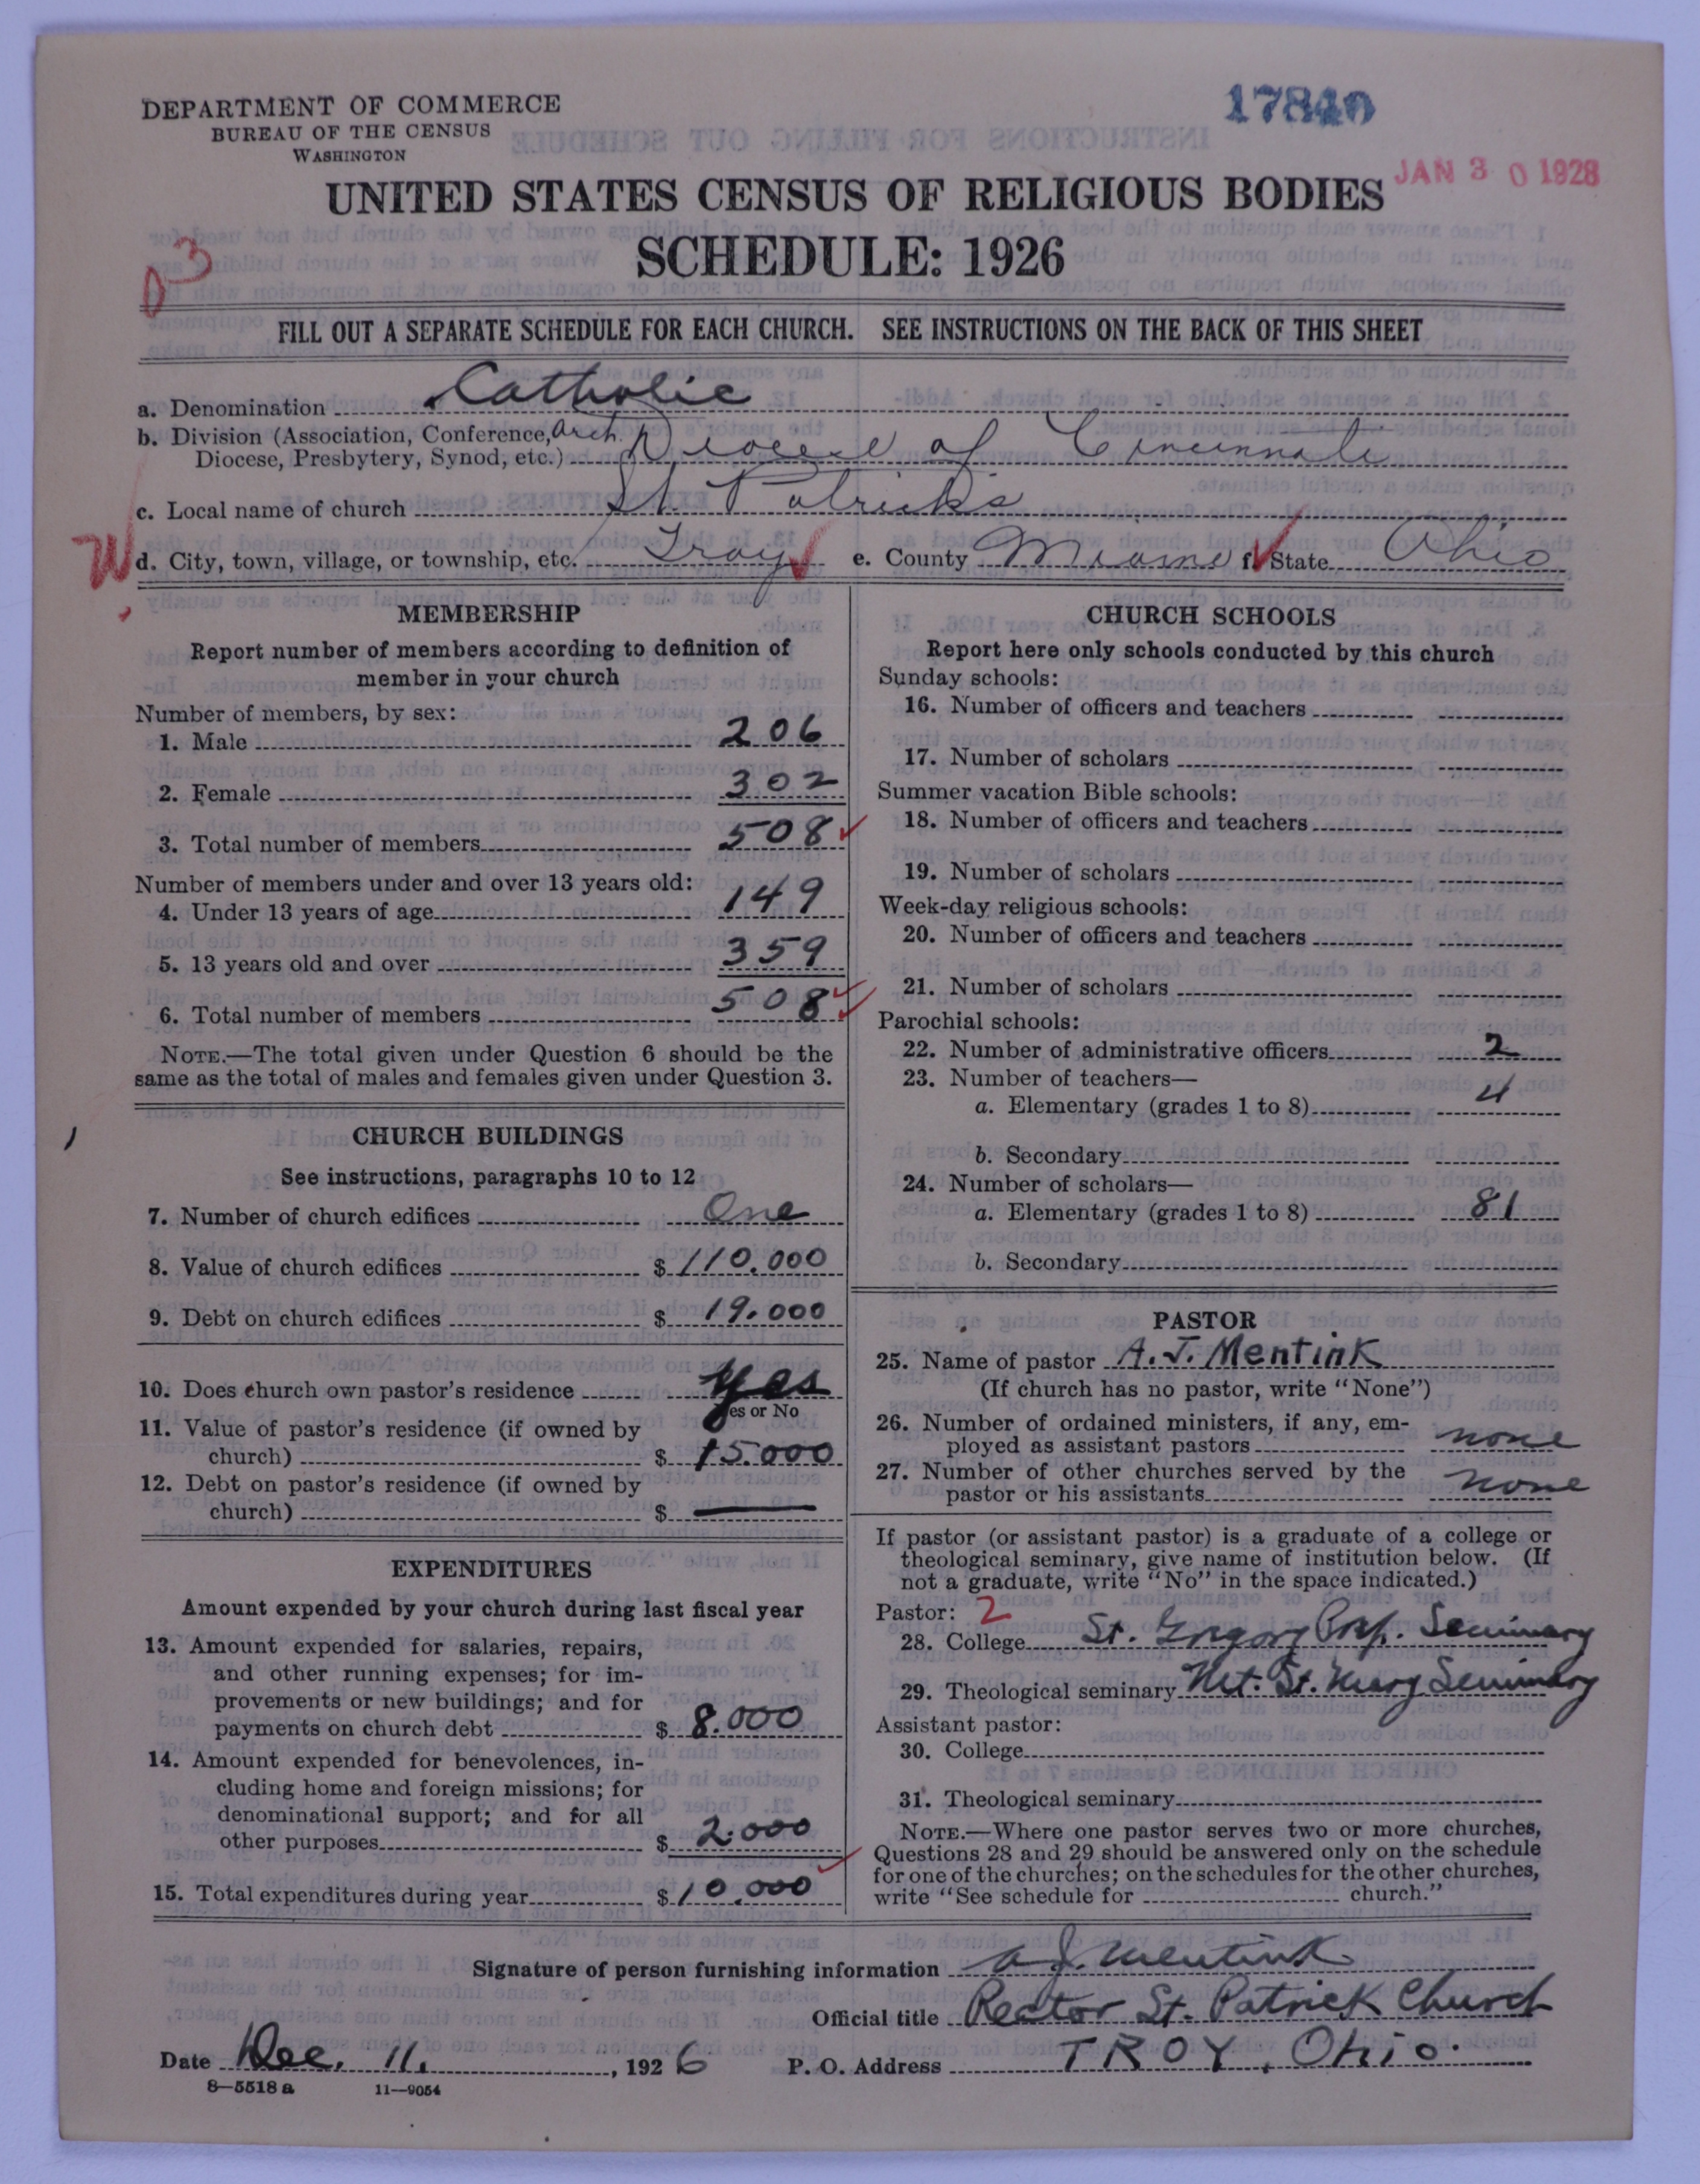 DEPARTMENT OF COMMERCE
BUREAU OF THE CENSUS
WASHINGTON
17840
JAN 30 1928
UNITED STATES CENSUS OF RELIGIOUS BODIES
SCHEDULE: 1926
03
FILL OUT A SEPARATE SCHEDULE FOR EACH CHURCH. SEE INSTRUCTIONS ON THE BACK OF THIS SHEET
a. Denomination Catholic
b. Division (Association, Conference, Diocese, Presbytery, Synod, etc.) Arch Diocese of Cincinnati
c. Local name of church St Patricks
W d. City, town, village, or township, etc. Troy e. County Miami f. State Ohio
MEMBERSHIP
Report number of members according to definition of
member in your church
Number of members, by sex:
1. Male 206
2. Female 302
3. Total number of members 508
Number of members under and over 13 years old:
4. Under 13 years of age 149
5. 13 years old and over 359
6. Total number of members 508
NOTE.—The total given under Question 6 should be the
same as the total of males and females given under Question 3.
CHURCH BUILDINGS
See instructions, paragraphs 10 to 12
7. Number of church edifices One
8. Value of church edifices $ 110.000
9. Debt on church edifices $ 19.000
10. Does church own pastor's residence Yes
Yes or No
11. Value of pastor's residence (if owned by
church) $ 15.000
12. Debt on pastor's residence (if owned by
church) $ —
EXPENDITURES
Amount expended by your church during last fiscal year
13. Amount expended for salaries, repairs,
and other running expenses; for im-
provements or new buildings; and for
payments on church debt $ 8.000
14. Amount expended for benevolences, in-
cluding home and foreign missions; for
denominational support; and for all
other purposes $ 2.000
15. Total expenditures during year $ 10.000
CHURCH SCHOOLS
Report here only schools conducted by this church
Sunday schools:
16. Number of officers and teachers
17. Number of scholars
Summer vacation Bible schools:
18. Number of officers and teachers
19. Number of scholars
Week-day religious schools:
20. Number of officers and teachers
21. Number of scholars
Parochial schools:
22. Number of administrative officers 2
23. Number of teachers—
a. Elementary (grades 1 to 8) 4
b. Secondary
24. Number of scholars—
a. Elementary (grades 1 to 8) 81
b. Secondary
PASTOR
25. Name of pastor A. J. Mentink
(If church has no pastor, write "None")
26. Number of ordained ministers, if any, em-
ployed as assistant pastors none
27. Number of other churches served by the
pastor or his assistants none
If pastor (or assistant pastor) is a graduate of a college or
theological seminary, give name of institution below. (If
not a graduate, write "No" in the space indicated.)
Pastor: 2
28. College St. Gregory Prep. Seminary
29. Theological seminary Mt. St. Mary Seminary
Assistant pastor:
30. College
31. Theological seminary
NOTE.—Where one pastor serves two or more churches,
Questions 28 and 29 should be answered only on the schedule
for one of the churches; on the schedules for the other churches,
write "See schedule for church."
Signature of person furnishing information A J. Mentink
Official title Rector St. Patrick Church
Date Dec. 11, 1926 P. O. Address TROY, Ohio.
8—5518 a 11—9054